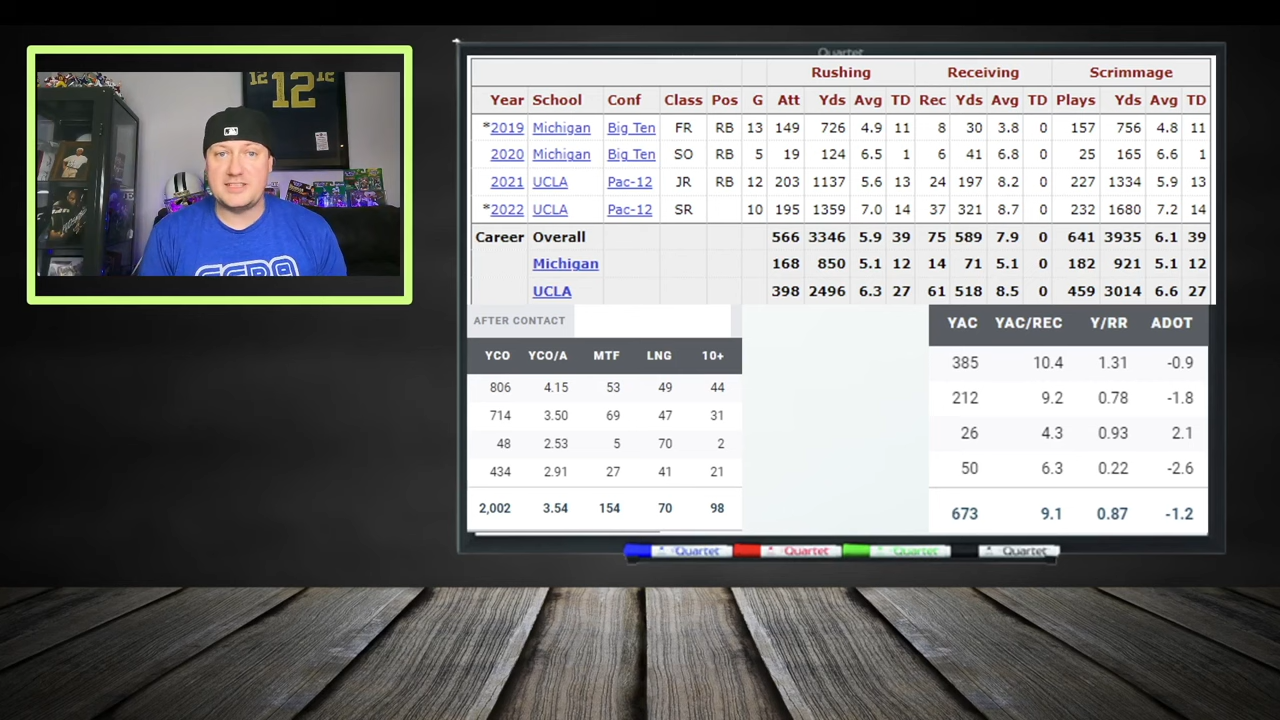 12 12 12
Quartet
Rushing Receiving Scrimmage
Year School Conf Class Pos G Att Yds Avg TD Rec Yds Avg TD Plays Yds Avg TD
*2019 Michigan Big Ten FR RB 13 149 726 4.9 11 8 30 3.8 0 157 756 4.8 11
2020 Michigan Big Ten SO RB 5 19 124 6.5 1 6 41 6.8 0 25 165 6.6 1
2021 UCLA Pac-12 JR RB 12 203 1137 5.6 13 24 197 8.2 0 227 1334 5.9 13
*2022 UCLA Pac-12 SR 10 195 1359 7.0 14 37 321 8.7 0 232 1680 7.2 14
Career Overall 566 3346 5.9 39 75 589 7.9 0 641 3935 6.1 39
Michigan 168 850 5.1 12 14 71 5.1 0 182 921 5.1 12
UCLA 398 2496 6.3 27 61 518 8.5 0 459 3014 6.6 27
AFTER CONTACT
YCO YCO/A MTF LNG 10+
806 4.15 53 49 44
714 3.50 69 47 31
48 2.53 5 70 2
434 2.91 27 41 21
2,002 3.54 154 70 98
YAC YAC/REC Y/RR ADOT
385 10.4 1.31 -0.9
212 9.2 0.78 -1.8
26 4.3 0.93 2.1
50 6.3 0.22 -2.6
673 9.1 0.87 -1.2
Quartet Quartet Quartet Quartet